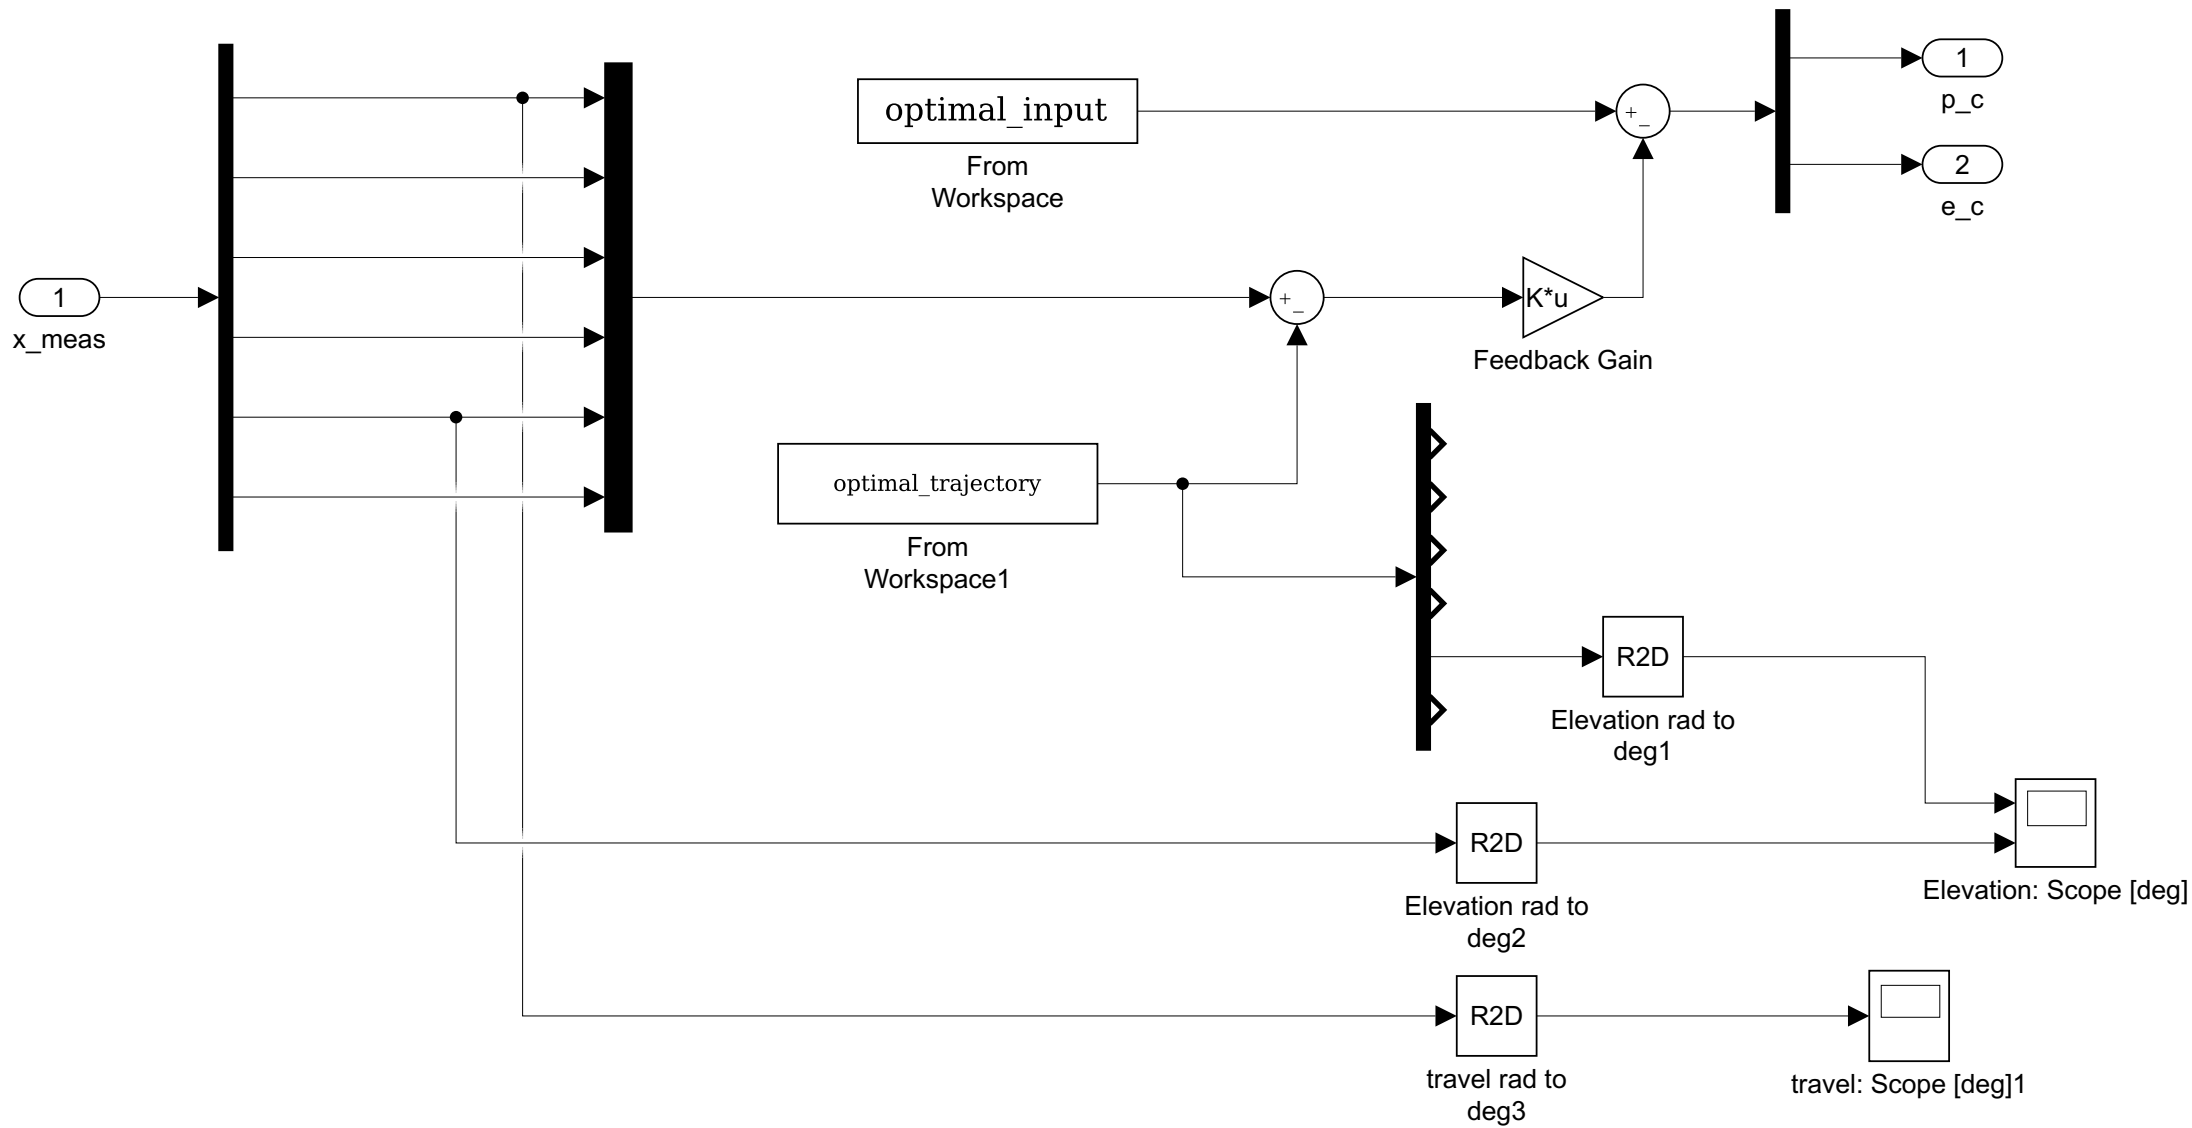 1
p_c
optimal_input
+
−
From
Workspace
2
e_c
1
x_meas
+
−
K*u
Feedback Gain
optimal_trajectory
From
Workspace1
R2D
Elevation rad to
deg1
R2D
Elevation rad to
deg2
Elevation: Scope [deg]
R2D
travel rad to
deg3
travel: Scope [deg]1